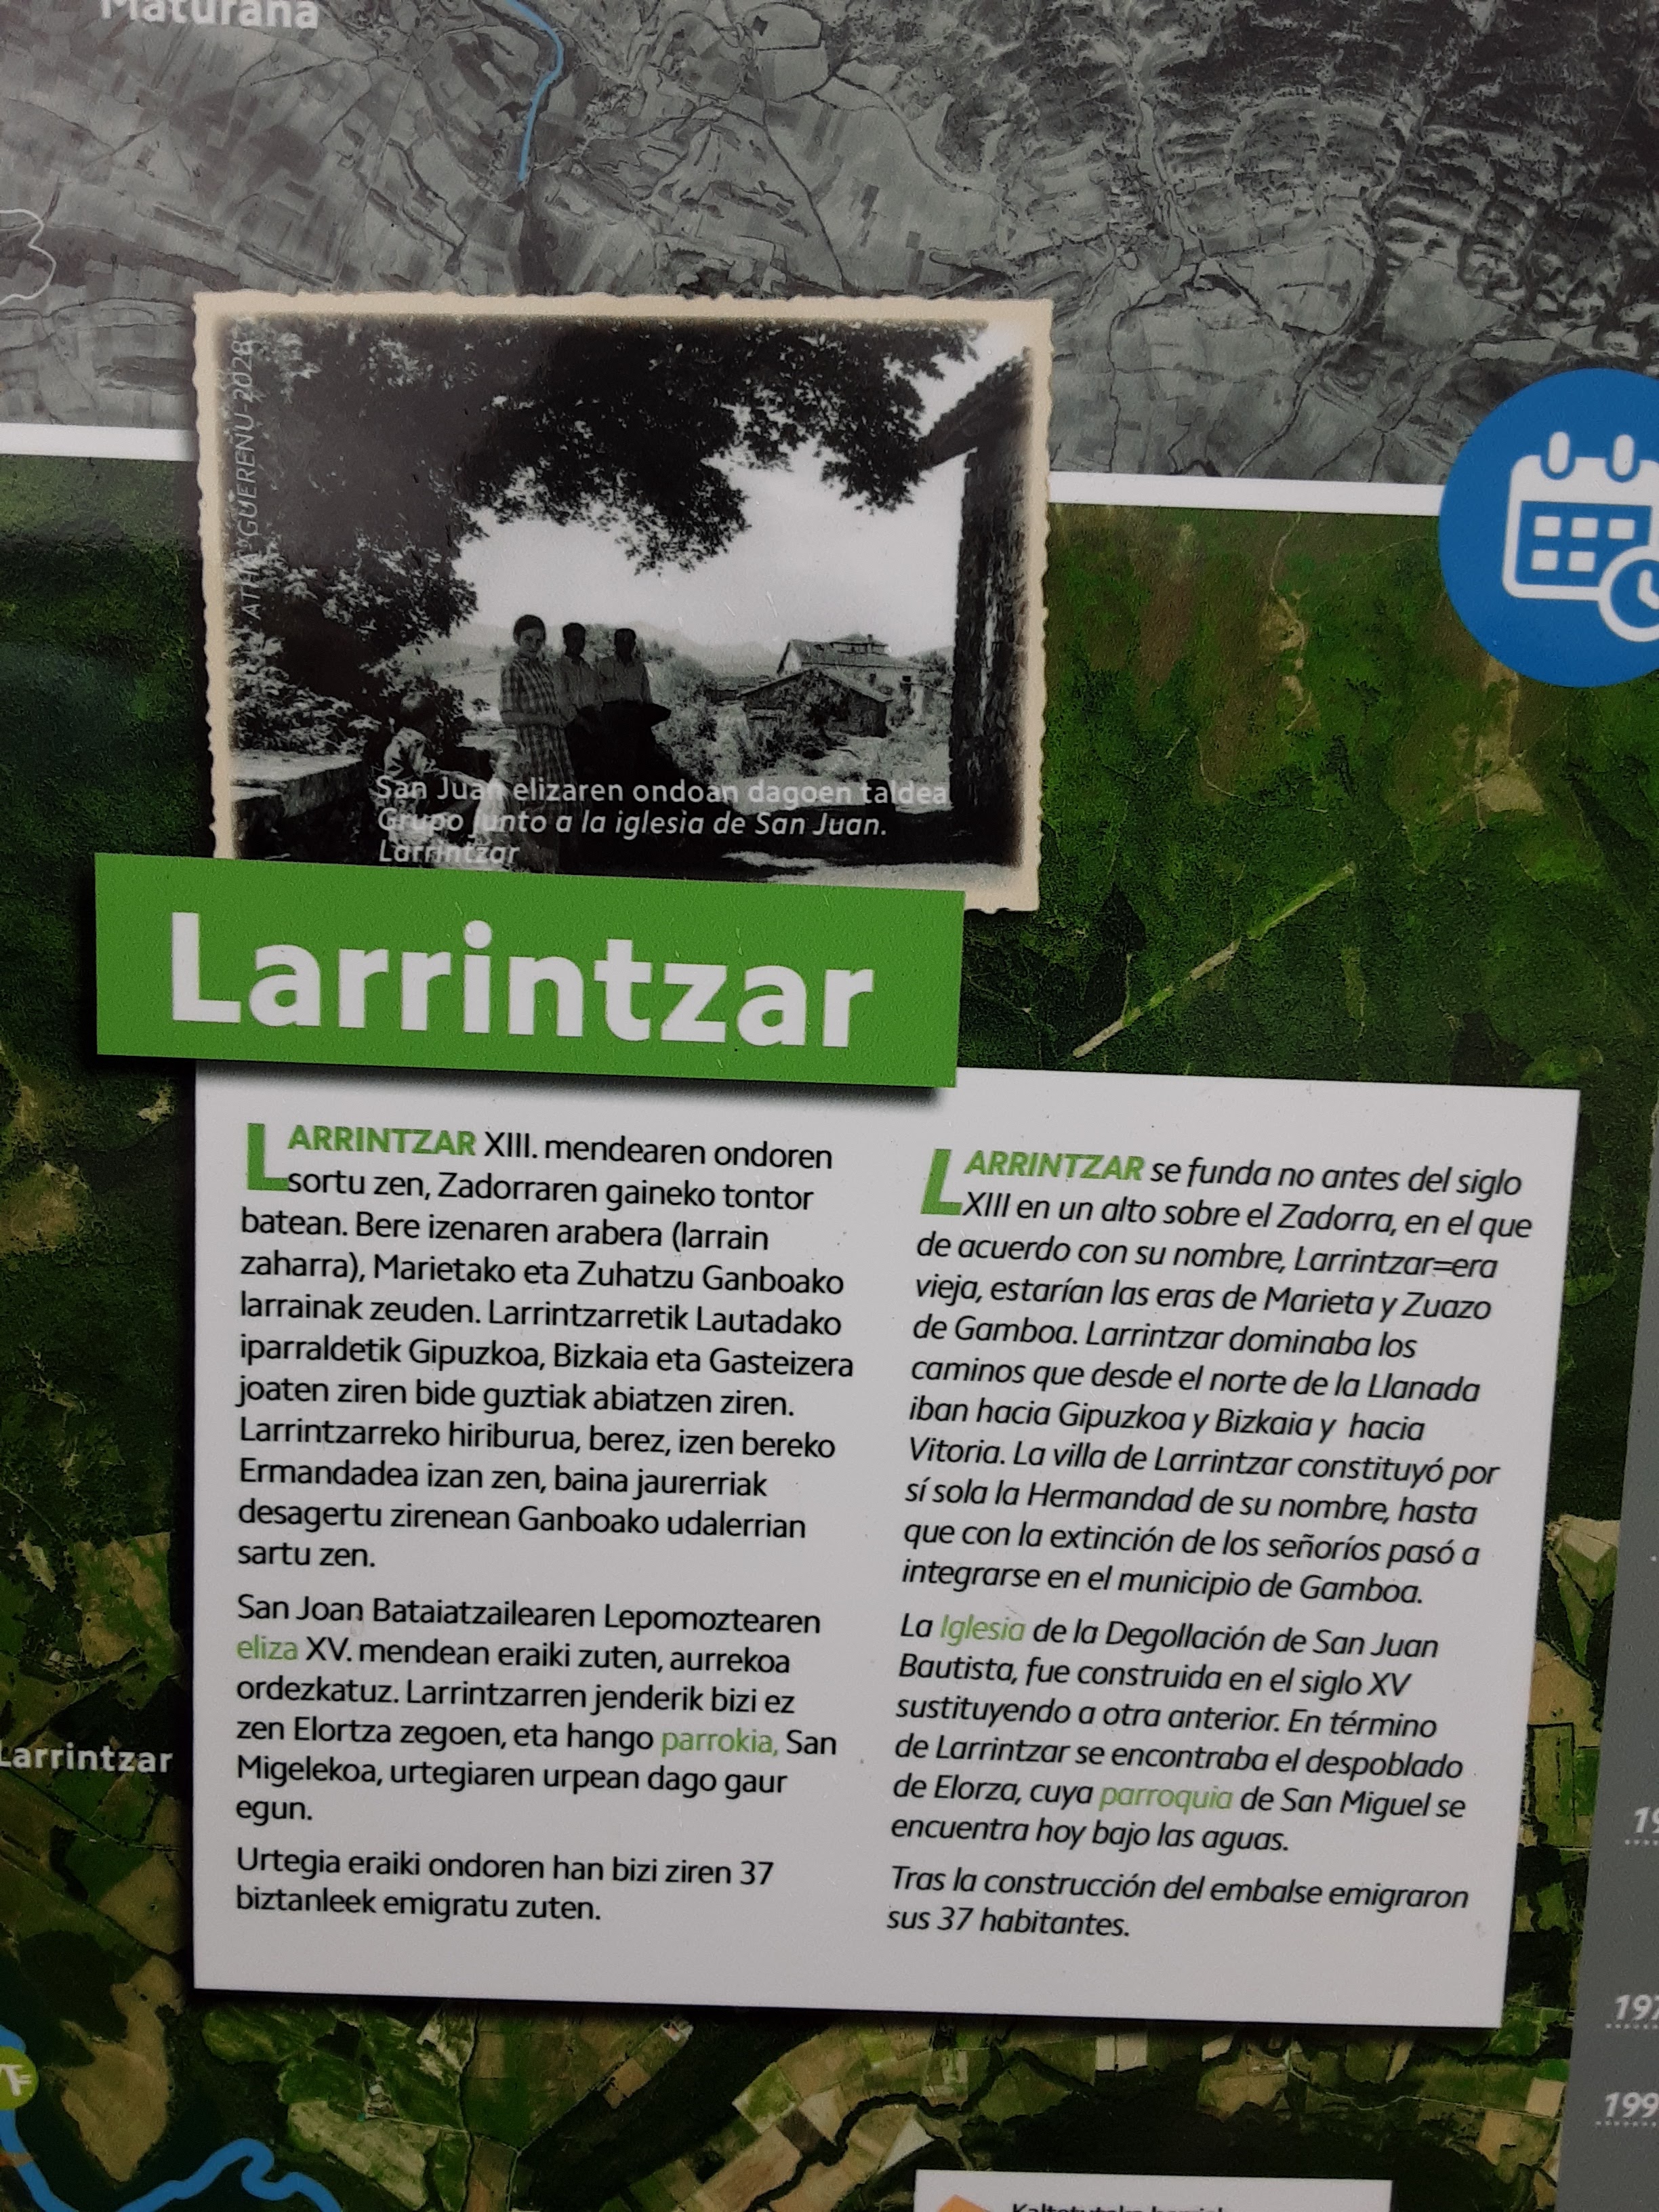 Maturana
San Juan elizaren ondoan dagoen taldea
Grupo junto a la iglesia de San Juan.
Larrintzar
Larrintzar
LARRINTZAR XIII. mendearen ondoren
sortu zen, Zadorraren gaineko tontor
batean. Bere izenaren arabera (larrain
zaharra), Marietako eta Zuhatzu Ganboako
larrainak zeuden. Larrintzarretik Lautadako
iparraldetik Gipuzkoa, Bizkaia eta Gasteizera
joaten ziren bide guztiak abiatzen ziren.
Larrintzarreko hiriburua, berez, izen bereko
Ermandadea izan zen, baina jaurerriak
desagertu zirenean Ganboako udalerrian
sartu zen.
San Joan Bataiatzailearen Lepomoztearen
eliza XV. mendean eraiki zuten, aurrekoa
ordezkatuz. Larrintzarren jenderik bizi ez
zen Elortza zegoen, eta hango parrokia, San
Migelekoa, urtegiaren urpean dago gaur
egun.
Urtegia eraiki ondoren han bizi ziren 37
biztanleek emigratu zuten.
LARRINTZAR se funda no antes del siglo
XIII en un alto sobre el Zadorra, en el que
de acuerdo con su nombre, Larrintzar=era
vieja, estarían las eras de Marieta y Zuazo
de Gamboa. Larrintzar dominaba los
caminos que desde el norte de la Llanada
iban hacia Gipuzkoa y Bizkaia y hacia
Vitoria. La villa de Larrintzar constituyó por
sí sola la Hermandad de su nombre, hasta
que con la extinción de los señoríos pasó a
integrarse en el municipio de Gamboa.
La Iglesia de la Degollación de San Juan
Bautista, fue construida en el siglo XV
sustituyendo a otra anterior. En término
de Larrintzar se encontraba el despoblado
de Elorza, cuya parroquia de San Miguel se
encuentra hoy bajo las aguas.
Tras la construcción del embalse emigraron
sus 37 habitantes.
Larrintzar